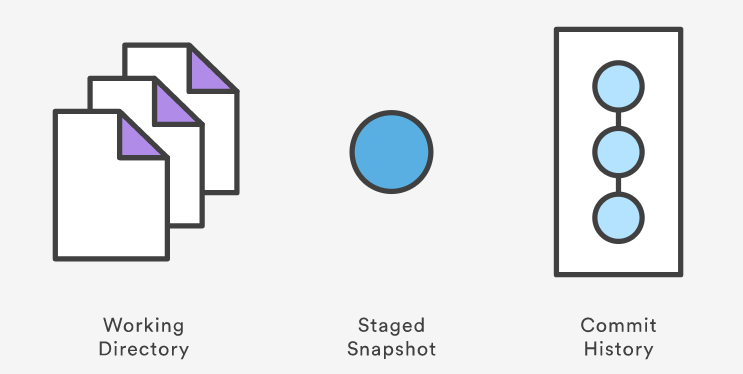 Working
Directory
Staged
Snapshot
Commit
History